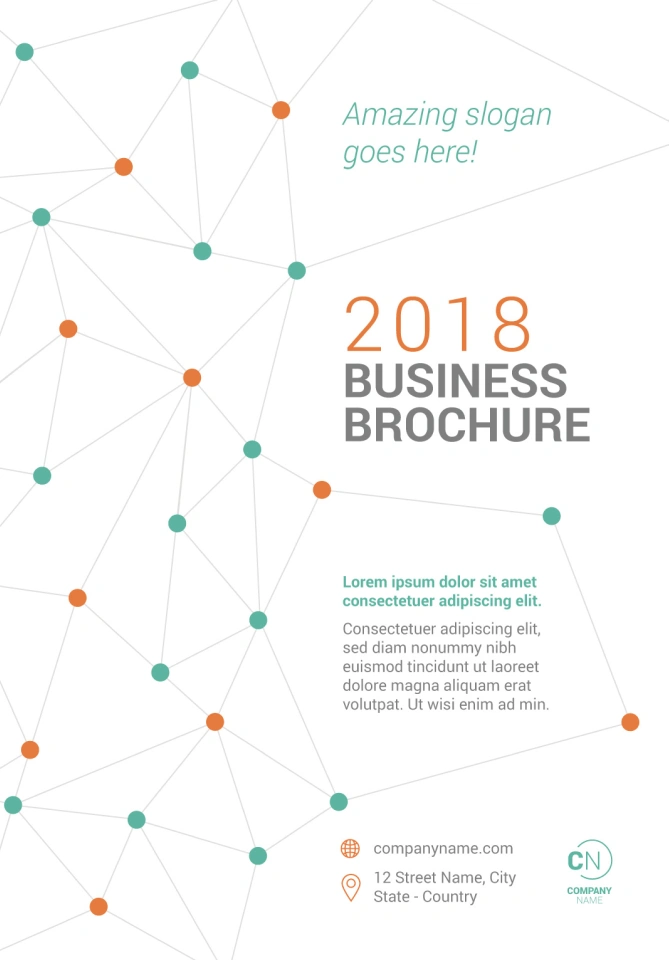 Amazing slogan
goes here!
2018
BUSINESS
BROCHURE
Lorem ipsum dolor sit amet
consectetuer adipiscing elit.
Consectetuer adipiscing elit,
sed diam nonummy nibh
euismod tincidunt ut laoreet
dolore magna aliquam erat
volutpat. Ut wisi enim ad min.
companyname.com
12 Street Name, City
State - Country
CN
COMPANY
NAME